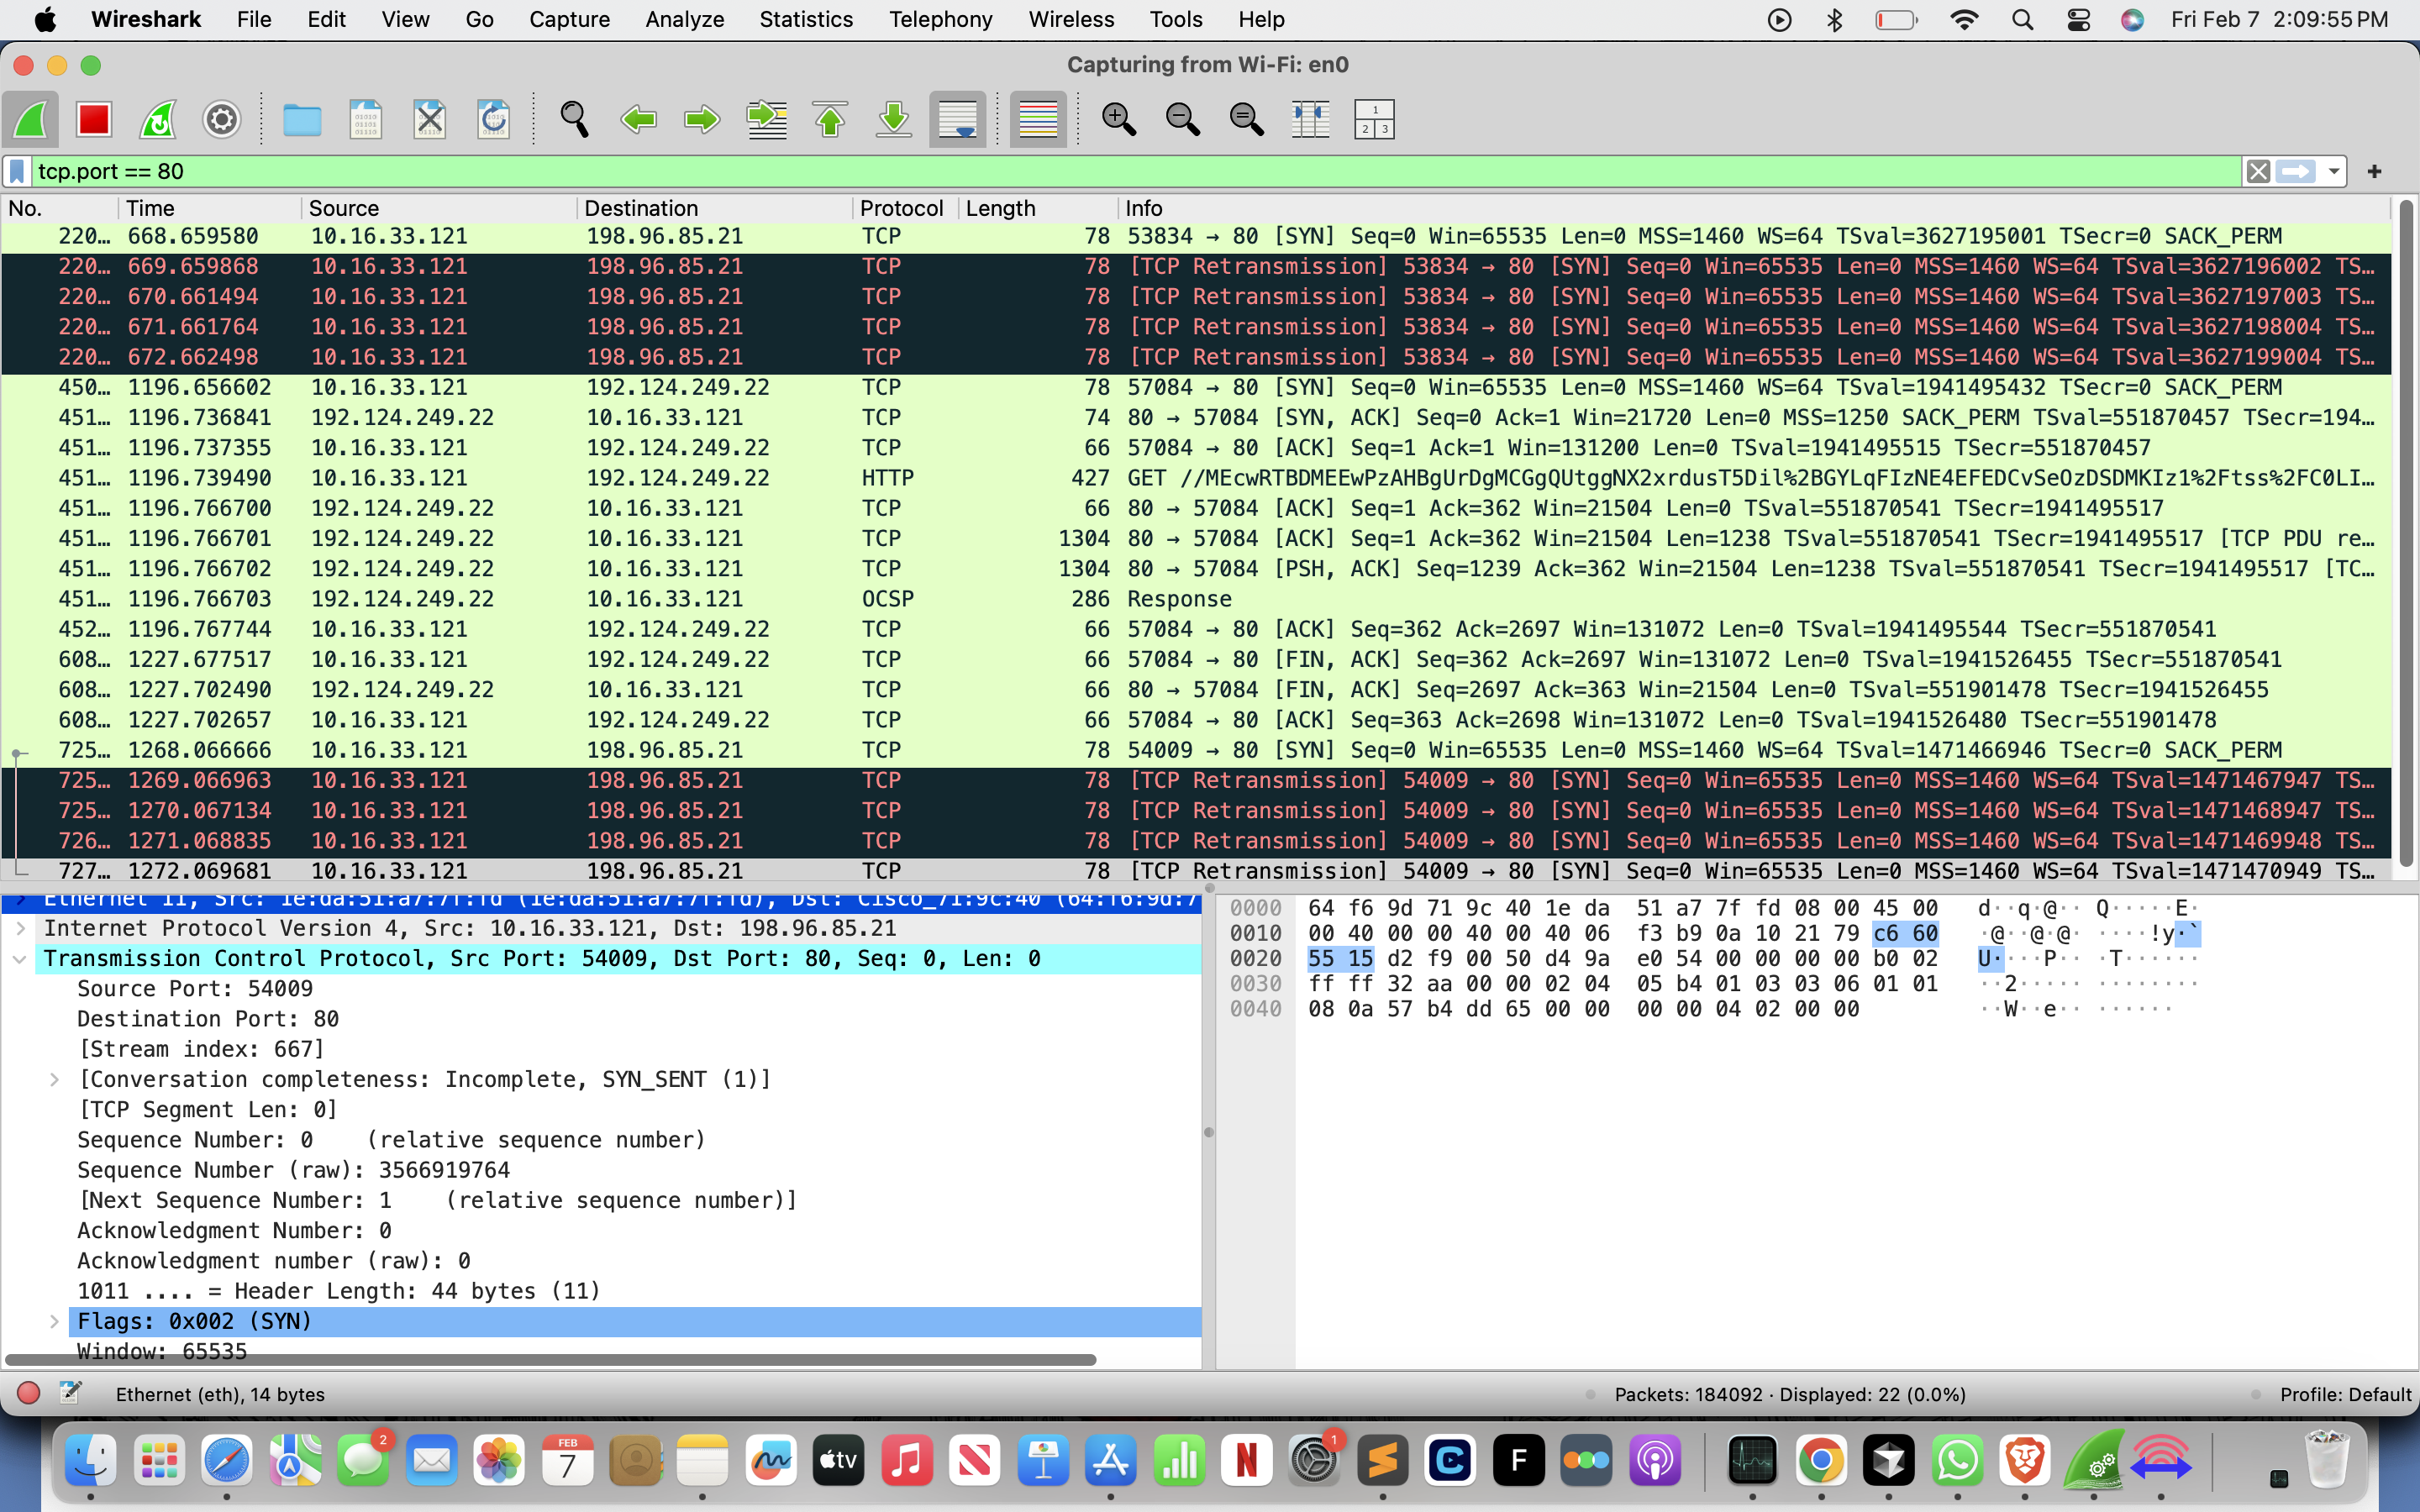 Wireshark File Edit View Go Capture Analyze Statistics Telephony Wireless Tools Help Fri Feb 7 2:09:55 PM
Capturing from Wi-Fi: en0
tcp.port == 80
No. Time Source Destination Protocol Length Info
220… 668.659580 10.16.33.121 198.96.85.21 TCP 78 53834 → 80 [SYN] Seq=0 Win=65535 Len=0 MSS=1460 WS=64 TSval=3627195001 TSecr=0 SACK_PERM
220… 669.659868 10.16.33.121 198.96.85.21 TCP 78 [TCP Retransmission] 53834 → 80 [SYN] Seq=0 Win=65535 Len=0 MSS=1460 WS=64 TSval=3627196002 TS…
220… 670.661494 10.16.33.121 198.96.85.21 TCP 78 [TCP Retransmission] 53834 → 80 [SYN] Seq=0 Win=65535 Len=0 MSS=1460 WS=64 TSval=3627197003 TS…
220… 671.661764 10.16.33.121 198.96.85.21 TCP 78 [TCP Retransmission] 53834 → 80 [SYN] Seq=0 Win=65535 Len=0 MSS=1460 WS=64 TSval=3627198004 TS…
220… 672.662498 10.16.33.121 198.96.85.21 TCP 78 [TCP Retransmission] 53834 → 80 [SYN] Seq=0 Win=65535 Len=0 MSS=1460 WS=64 TSval=3627199004 TS…
450… 1196.656602 10.16.33.121 192.124.249.22 TCP 78 57084 → 80 [SYN] Seq=0 Win=65535 Len=0 MSS=1460 WS=64 TSval=1941495432 TSecr=0 SACK_PERM
451… 1196.736841 192.124.249.22 10.16.33.121 TCP 74 80 → 57084 [SYN, ACK] Seq=0 Ack=1 Win=21720 Len=0 MSS=1250 SACK_PERM TSval=551870457 TSecr=194…
451… 1196.737355 10.16.33.121 192.124.249.22 TCP 66 57084 → 80 [ACK] Seq=1 Ack=1 Win=131200 Len=0 TSval=1941495515 TSecr=551870457
451… 1196.739490 10.16.33.121 192.124.249.22 HTTP 427 GET //MEcwRTBDMEEwPzAHBgUrDgMCGgQUtggNX2xrdusT5Dil%2BGYLqFIzNE4EFEDCvSeOzDSDMKIz1%2Ftss%2FC0LI…
451… 1196.766700 192.124.249.22 10.16.33.121 TCP 66 80 → 57084 [ACK] Seq=1 Ack=362 Win=21504 Len=0 TSval=551870541 TSecr=1941495517
451… 1196.766701 192.124.249.22 10.16.33.121 TCP 1304 80 → 57084 [ACK] Seq=1 Ack=362 Win=21504 Len=1238 TSval=551870541 TSecr=1941495517 [TCP PDU re…
451… 1196.766702 192.124.249.22 10.16.33.121 TCP 1304 80 → 57084 [PSH, ACK] Seq=1239 Ack=362 Win=21504 Len=1238 TSval=551870541 TSecr=1941495517 [TC…
451… 1196.766703 192.124.249.22 10.16.33.121 OCSP 286 Response
452… 1196.767744 10.16.33.121 192.124.249.22 TCP 66 57084 → 80 [ACK] Seq=362 Ack=2697 Win=131072 Len=0 TSval=1941495544 TSecr=551870541
608… 1227.677517 10.16.33.121 192.124.249.22 TCP 66 57084 → 80 [FIN, ACK] Seq=362 Ack=2697 Win=131072 Len=0 TSval=1941526455 TSecr=551870541
608… 1227.702490 192.124.249.22 10.16.33.121 TCP 66 80 → 57084 [FIN, ACK] Seq=2697 Ack=363 Win=21504 Len=0 TSval=551901478 TSecr=1941526455
608… 1227.702657 10.16.33.121 192.124.249.22 TCP 66 57084 → 80 [ACK] Seq=363 Ack=2698 Win=131072 Len=0 TSval=1941526480 TSecr=551901478
725… 1268.066666 10.16.33.121 198.96.85.21 TCP 78 54009 → 80 [SYN] Seq=0 Win=65535 Len=0 MSS=1460 WS=64 TSval=1471466946 TSecr=0 SACK_PERM
725… 1269.066963 10.16.33.121 198.96.85.21 TCP 78 [TCP Retransmission] 54009 → 80 [SYN] Seq=0 Win=65535 Len=0 MSS=1460 WS=64 TSval=1471467947 TS…
725… 1270.067134 10.16.33.121 198.96.85.21 TCP 78 [TCP Retransmission] 54009 → 80 [SYN] Seq=0 Win=65535 Len=0 MSS=1460 WS=64 TSval=1471468947 TS…
726… 1271.068835 10.16.33.121 198.96.85.21 TCP 78 [TCP Retransmission] 54009 → 80 [SYN] Seq=0 Win=65535 Len=0 MSS=1460 WS=64 TSval=1471469948 TS…
727… 1272.069681 10.16.33.121 198.96.85.21 TCP 78 [TCP Retransmission] 54009 → 80 [SYN] Seq=0 Win=65535 Len=0 MSS=1460 WS=64 TSval=1471470949 TS…
Ethernet II, Src: 1e:da:51:a7:7f:fd (1e:da:51:a7:7f:fd), Dst: Cisco_71:9c:40 (64:f6:9d:7
Internet Protocol Version 4, Src: 10.16.33.121, Dst: 198.96.85.21
Transmission Control Protocol, Src Port: 54009, Dst Port: 80, Seq: 0, Len: 0
Source Port: 54009
Destination Port: 80
[Stream index: 667]
[Conversation completeness: Incomplete, SYN_SENT (1)]
[TCP Segment Len: 0]
Sequence Number: 0 (relative sequence number)
Sequence Number (raw): 3566919764
[Next Sequence Number: 1 (relative sequence number)]
Acknowledgment Number: 0
Acknowledgment number (raw): 0
1011 .... = Header Length: 44 bytes (11)
Flags: 0x002 (SYN)
Window: 65535
0000 64 f6 9d 71 9c 40 1e da 51 a7 7f fd 08 00 45 00 d··q·@·· Q·····E·
0010 00 40 00 00 40 00 40 06 f3 b9 0a 10 21 79 c6 60 ·@··@·@· ····!y·`
0020 55 15 d2 f9 00 50 d4 9a e0 54 00 00 00 00 b0 02 U····P·· ·T······
0030 ff ff 32 aa 00 00 02 04 05 b4 01 03 03 06 01 01 ··2····· ········
0040 08 0a 57 b4 dd 65 00 00 00 00 04 02 00 00 ··W··e·· ······
Ethernet (eth), 14 bytes Packets: 184092 · Displayed: 22 (0.0%) Profile: Default
2 FEB 7 tv 1 F